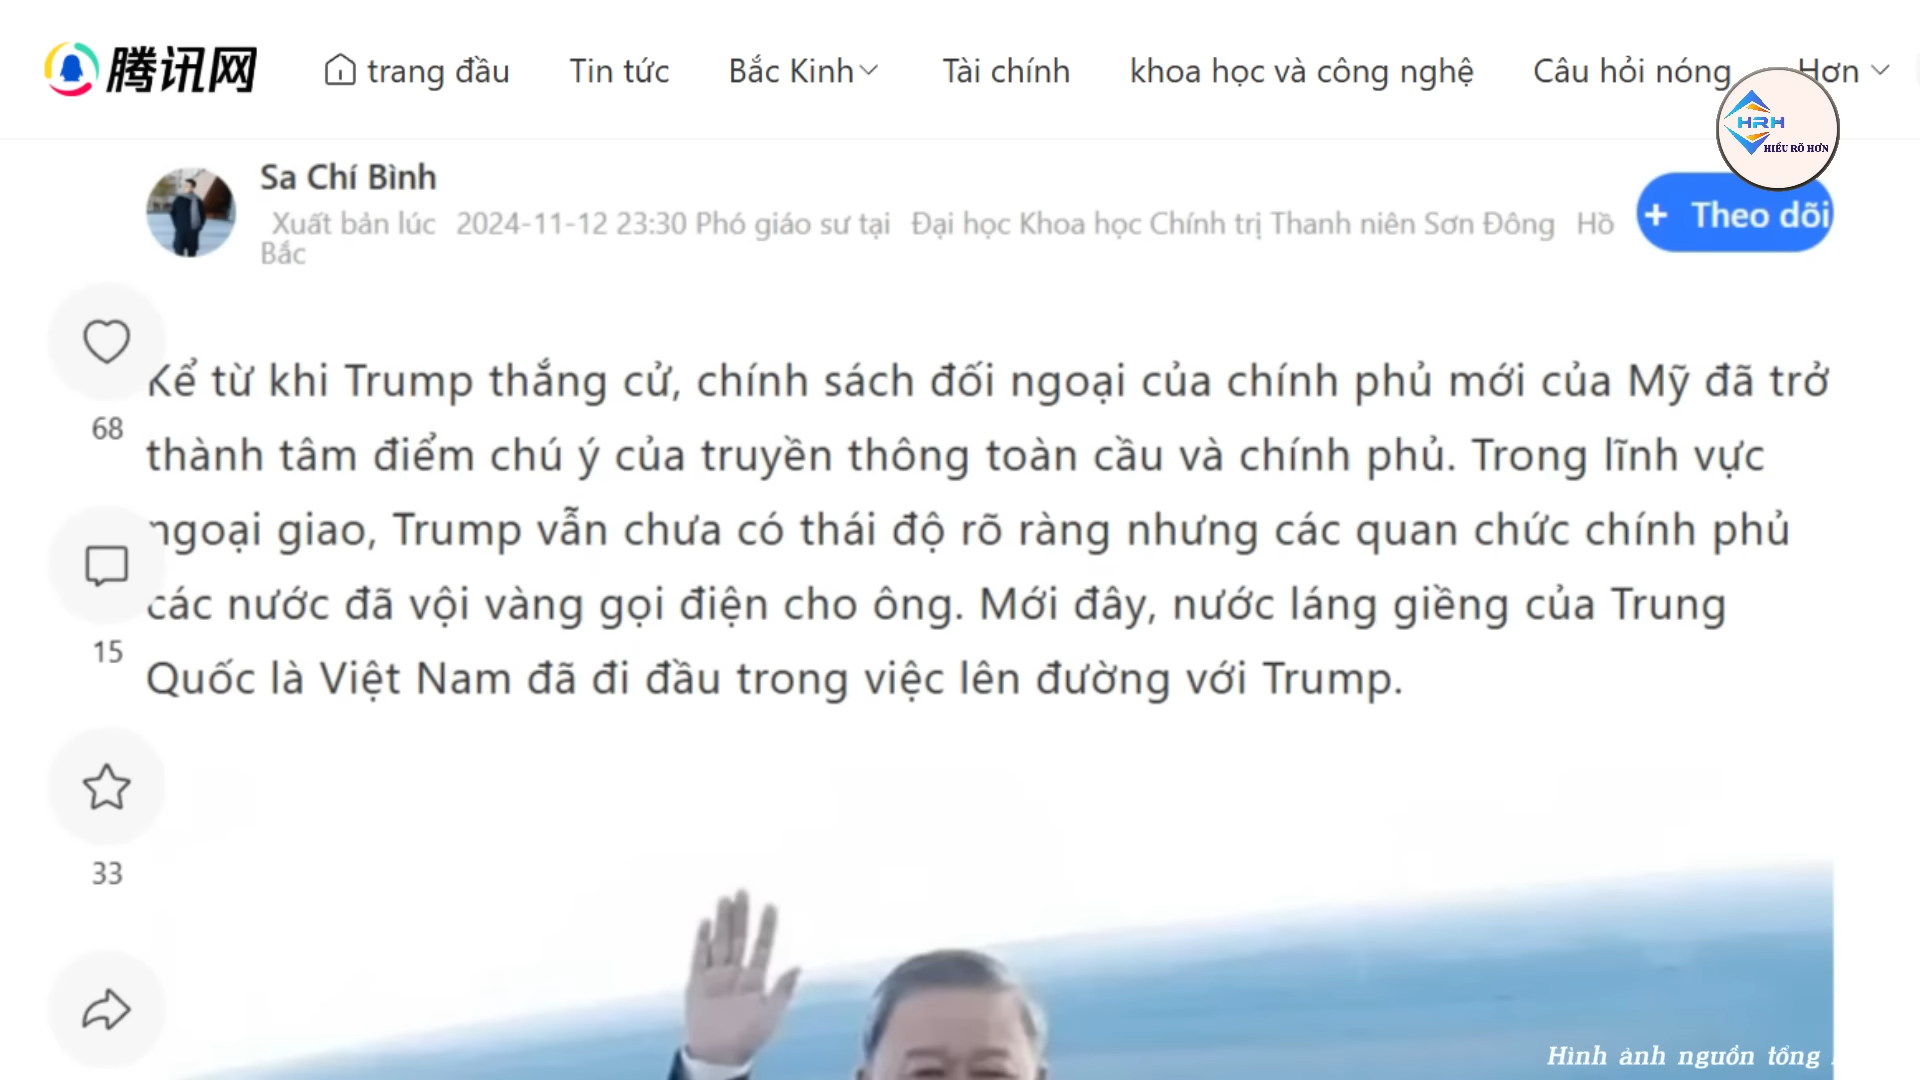 腾讯网 trang đầu Tin tức Bắc Kinh Tài chính khoa học và công nghệ Câu hỏi nóng Hơn
HRH
HIỂU RÕ HƠN
Sa Chí Bình
Xuất bản lúc 2024-11-12 23:30 Phó giáo sư tại Đại học Khoa học Chính trị Thanh niên Sơn Đông Hồ
Bắc
+ Theo dõi
Kể từ khi Trump thắng cử, chính sách đối ngoại của chính phủ mới của Mỹ đã trở
68
thành tâm điểm chú ý của truyền thông toàn cầu và chính phủ. Trong lĩnh vực
ngoại giao, Trump vẫn chưa có thái độ rõ ràng nhưng các quan chức chính phủ
các nước đã vội vàng gọi điện cho ông. Mới đây, nước láng giềng của Trung
15
Quốc là Việt Nam đã đi đầu trong việc lên đường với Trump.
33
Hình ảnh nguồn tổng